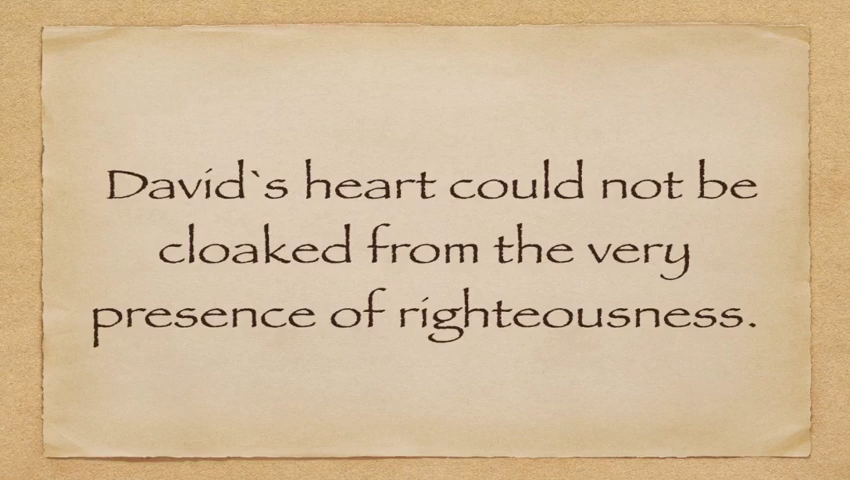 David`s heart could not be
cloaked from the very
presence of righteousness.